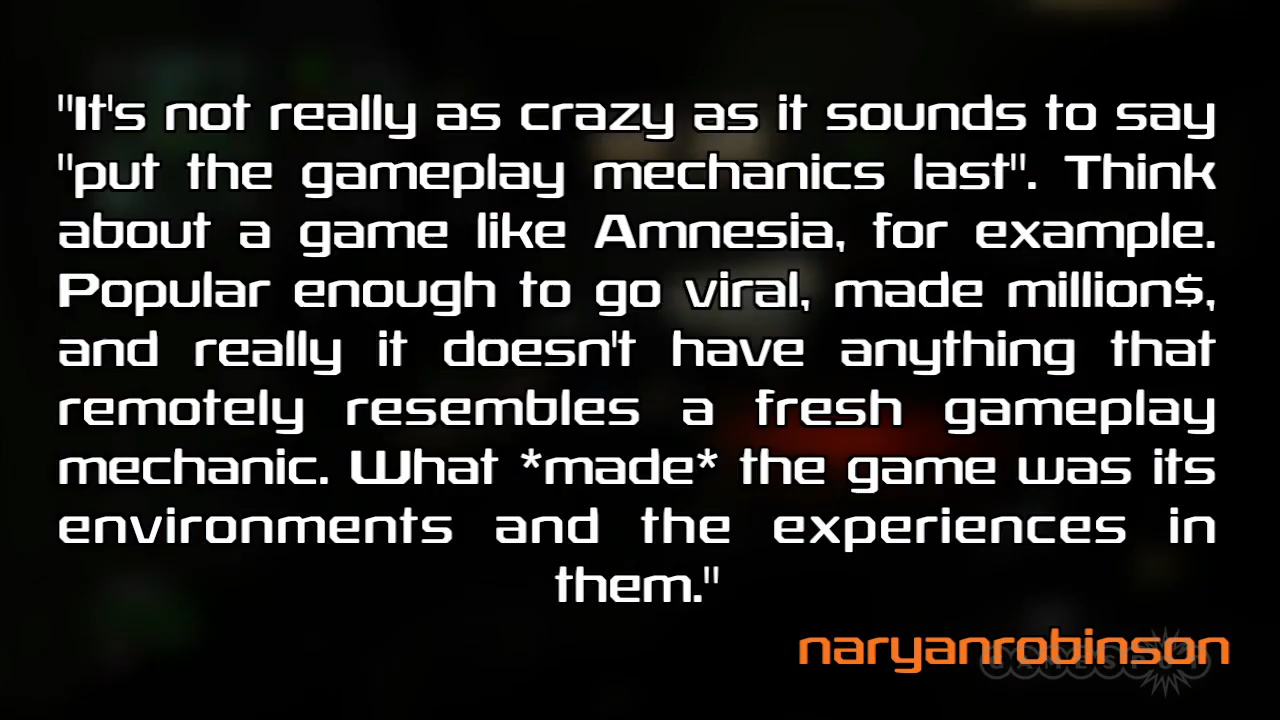 "It's not really as crazy as it sounds to say
"put the gameplay mechanics last". Think
about a game like Amnesia, for example.
Popular enough to go viral, made million$,
and really it doesn't have anything that
remotely resembles a fresh gameplay
mechanic. What *made* the game was its
environments and the experiences in
them."
naryanrobinson
GAMESPOT